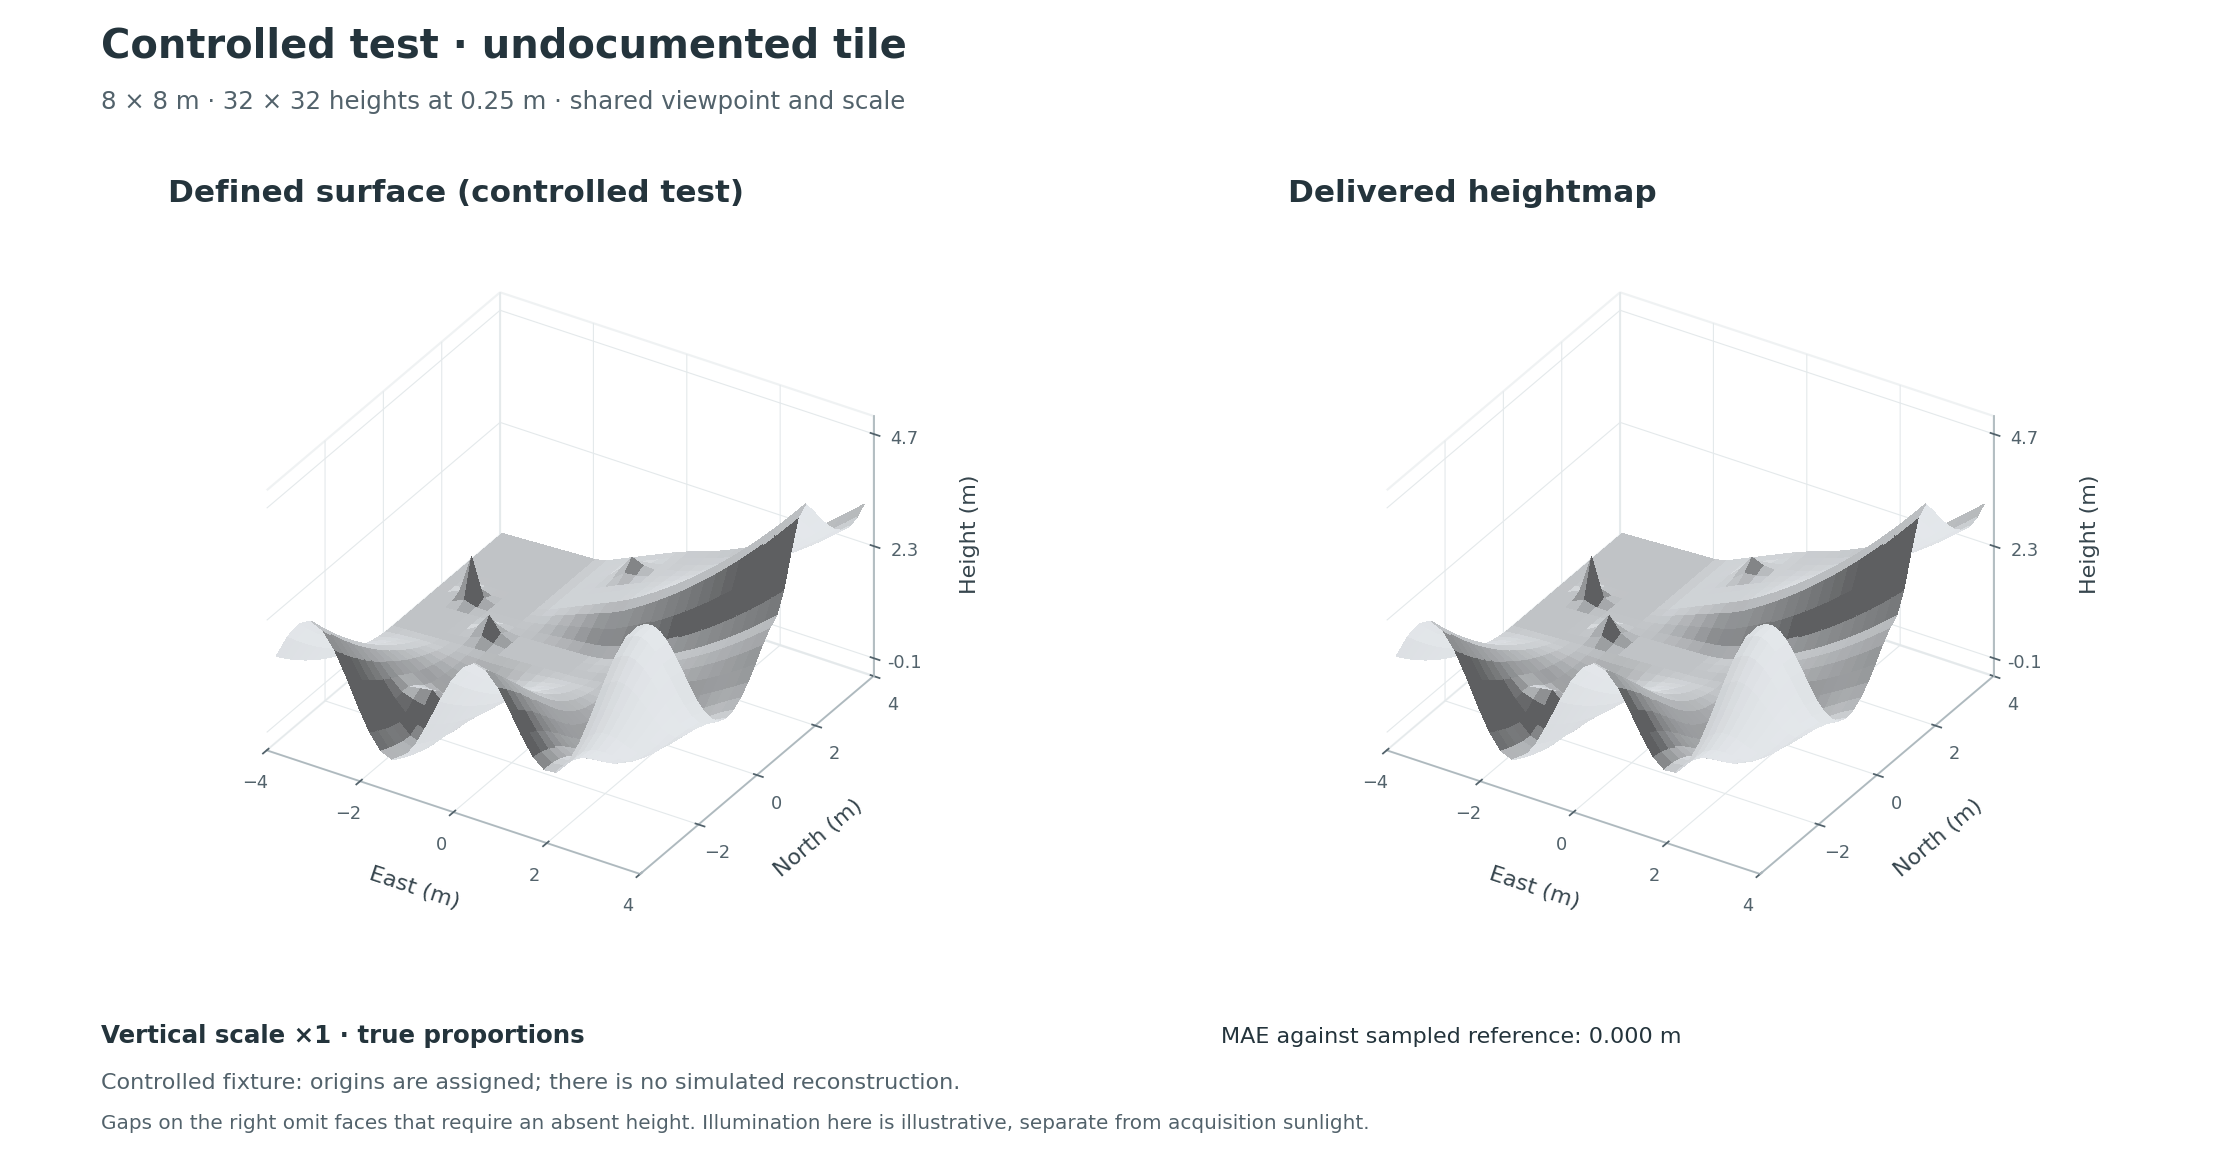 Controlled test · undocumented tile
8 × 8 m · 32 × 32 heights at 0.25 m · shared viewpoint and scale
Defined surface (controlled test)
Delivered heightmap
4.7
2.3
-0.1
Height (m)
4
2
0
−2
North (m)
−4
−2
0
2
4
East (m)
4.7
2.3
-0.1
Height (m)
4
2
0
−2
North (m)
−4
−2
0
2
4
East (m)
Vertical scale ×1 · true proportions
MAE against sampled reference: 0.000 m
Controlled fixture: origins are assigned; there is no simulated reconstruction.
Gaps on the right omit faces that require an absent height. Illumination here is illustrative, separate from acquisition sunlight.